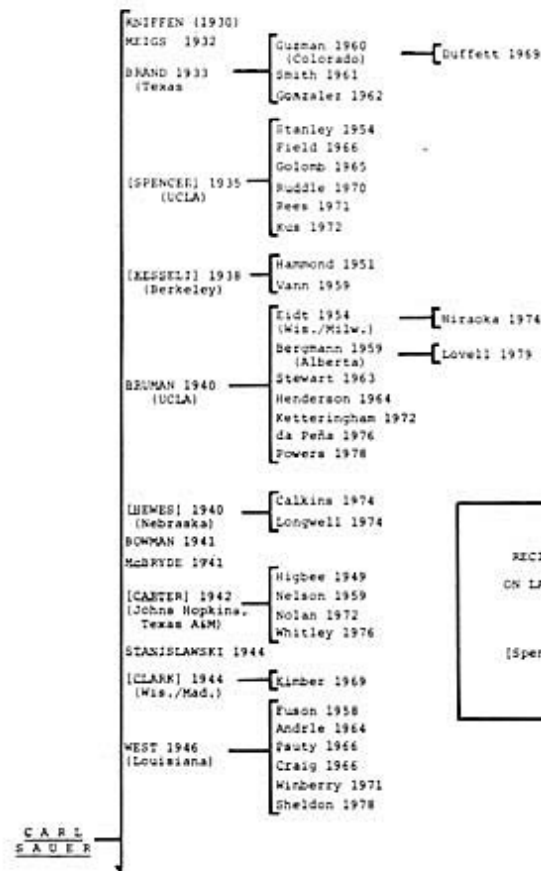 KNIFFEN (1930)
MEIGS 1932
BRAND 1933
(Texas
Guzman 1960
(Colorado)
Smith 1961
Gonzalez 1962
Duffett 1969
[SPENCER] 1935
(UCLA)
Stanley 1954
Field 1966
Golomb 1965
Ruddle 1970
Rees 1971
Kus 1972
[KESSELI] 1938
(Berkeley)
Hammond 1951
Vann 1959
BRUMAN 1940
(UCLA)
Eidt 1954
(Wis./Milw.)
Bergmann 1959
(Alberta)
Stewart 1963
Henderson 1964
Ketteringham 1972
da Peña 1976
Powers 1978
Hiraoka 1974
Lovell 1979
[HEWES] 1940
(Nebraska)
Calkins 1974
Longwell 1974
BOWMAN 1941
McBRYDE 1941
[CARTER] 1942
(Johns Hopkins,
Texas A&M)
Higbee 1949
Nelson 1959
Nolan 1972
Whitley 1976
STANISLAWSKI 1944
[CLARK] 1944
(Wis./Mad.)
Kimber 1969
WEST 1946
(Louisiana)
Fuson 1958
Andrle 1964
Pauty 1966
Craig 1966
Winberry 1971
Sheldon 1978
CARL
SAUER
RECI
ON LA
[Spen